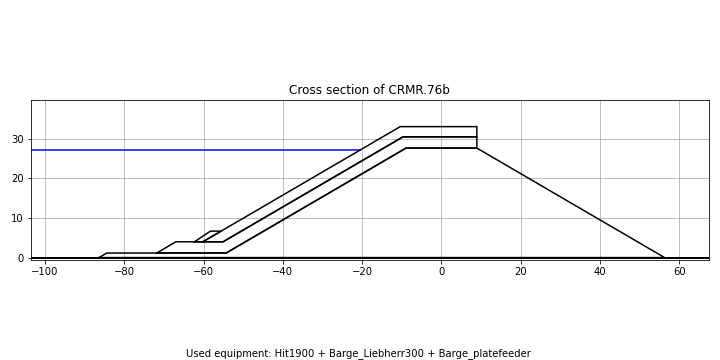 Cross section of CRMR.76b
30
20
10
0
−100 −80 −60 −40 −20 0 20 40 60
Used equipment: Hit1900 + Barge_Liebherr300 + Barge_platefeeder